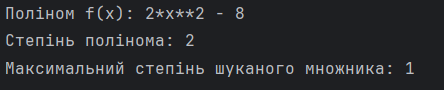 Поліном f(x): 2*x**2 - 8
Степінь полінома: 2
Максимальний степінь шуканого множника: 1